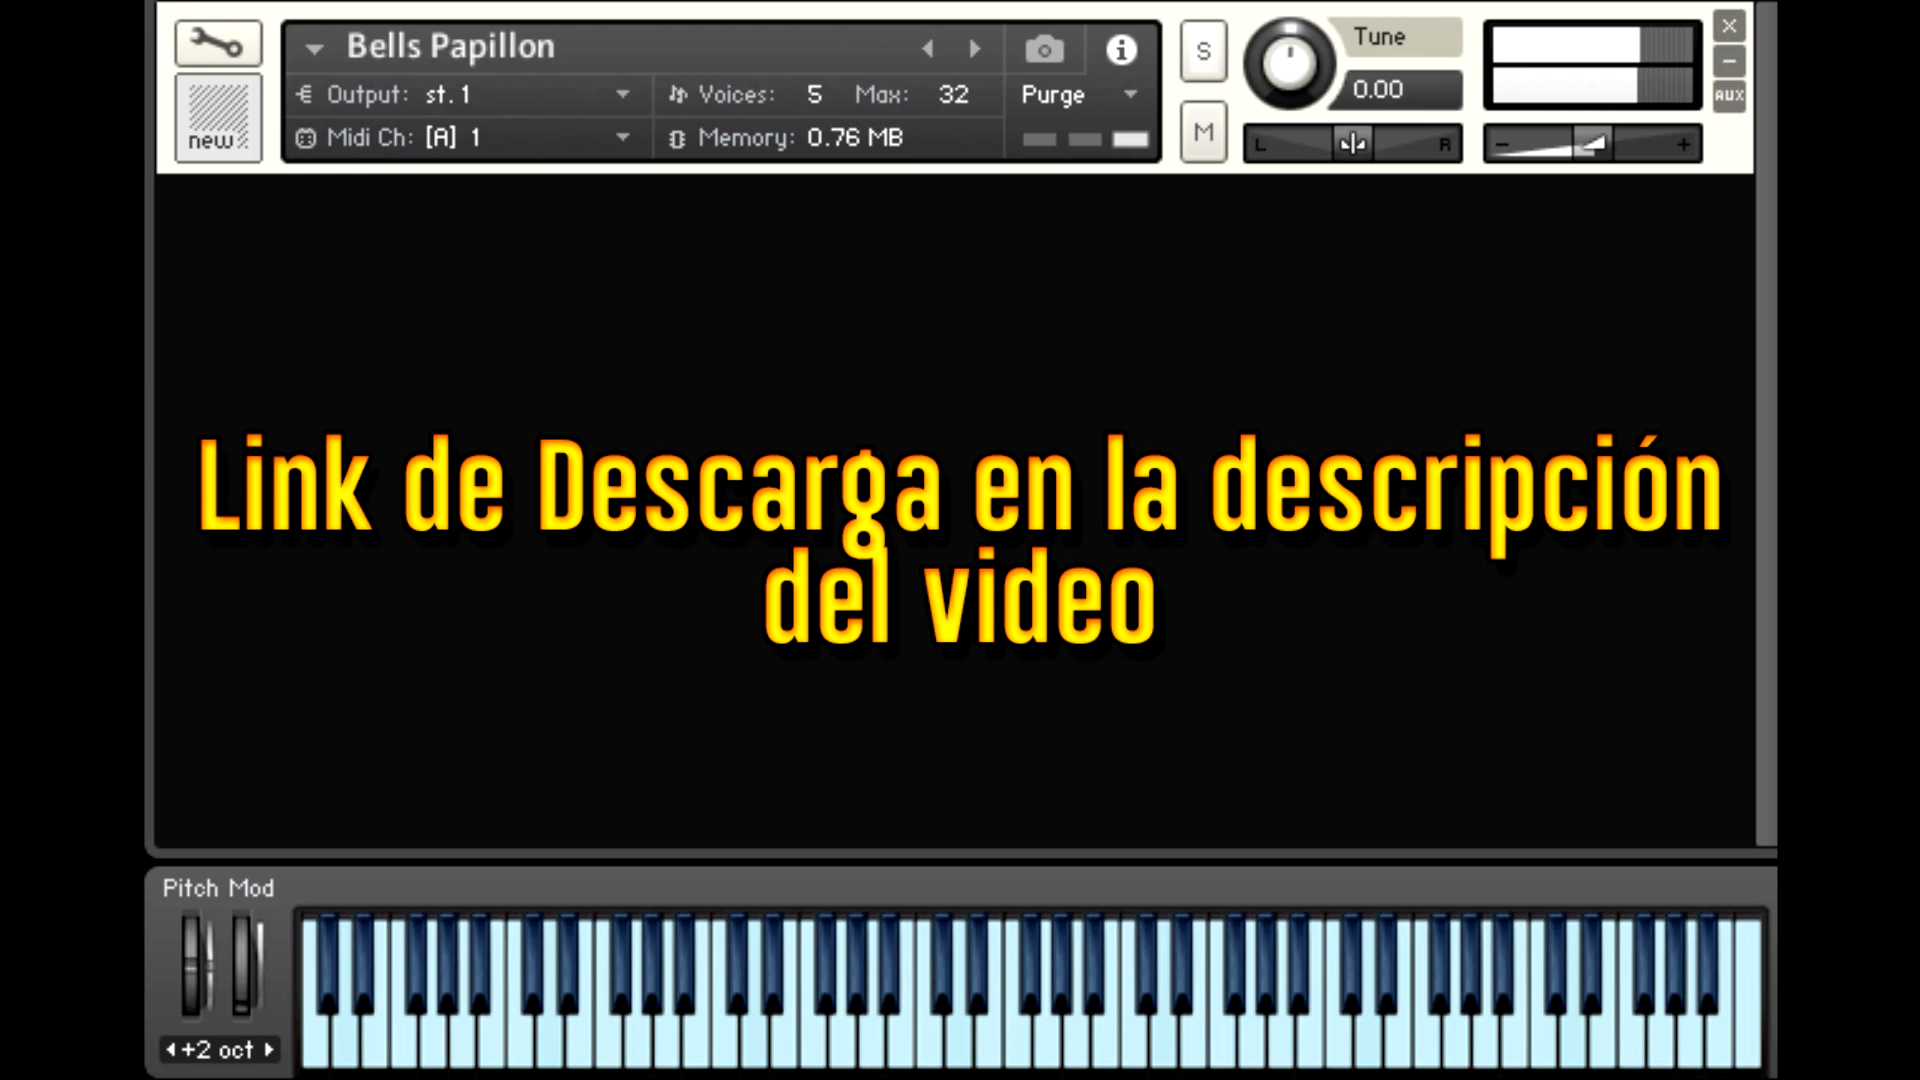 Bells Papillon
Output: st. 1
Voices: 5 Max: 32
Purge
Midi Ch: [A] 1
Memory: 0.76 MB
new
S
M
Tune
0.00
L R
- +
×
-
AUX
Link de Descarga en la descripción
del video
Pitch Mod
+2 oct